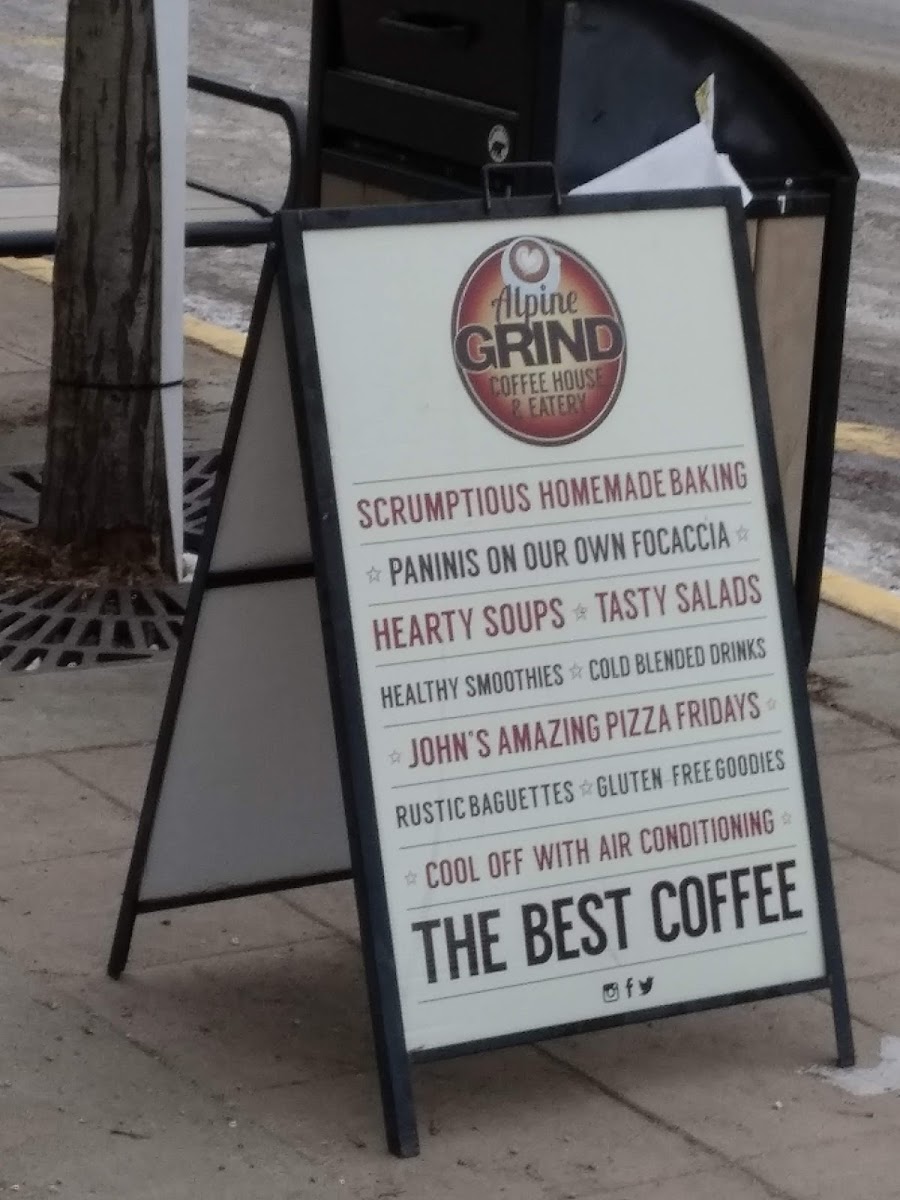 Alpine
GRIND
COFFEE HOUSE
& EATERY
SCRUMPTIOUS HOMEMADE BAKING
☆ PANINIS ON OUR OWN FOCACCIA ☆
HEARTY SOUPS ☆ TASTY SALADS
HEALTHY SMOOTHIES ☆ COLD BLENDED DRINKS
☆ JOHN'S AMAZING PIZZA FRIDAYS ☆
RUSTIC BAGUETTES ☆ GLUTEN FREE GOODIES
☆ COOL OFF WITH AIR CONDITIONING ☆
THE BEST COFFEE